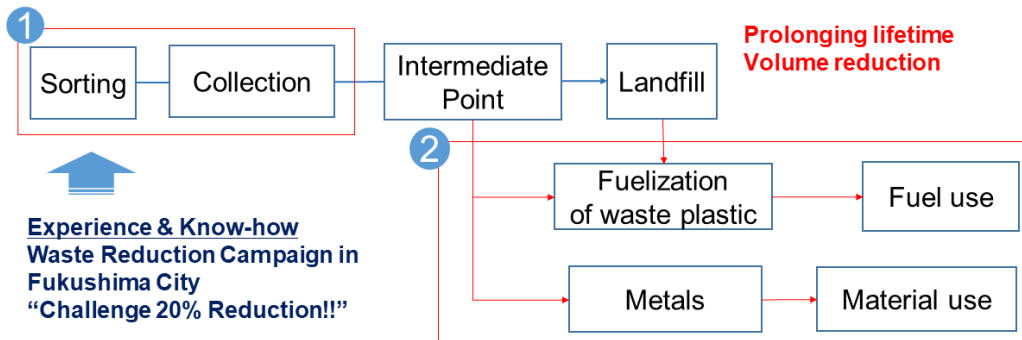 1
Sorting
Collection
Intermediate
Point
Landfill
Prolonging lifetime
Volume reduction
2
Fuelization
of waste plastic
Fuel use
Metals
Material use
Experience & Know-how
Waste Reduction Campaign in
Fukushima City
“Challenge 20% Reduction!!”